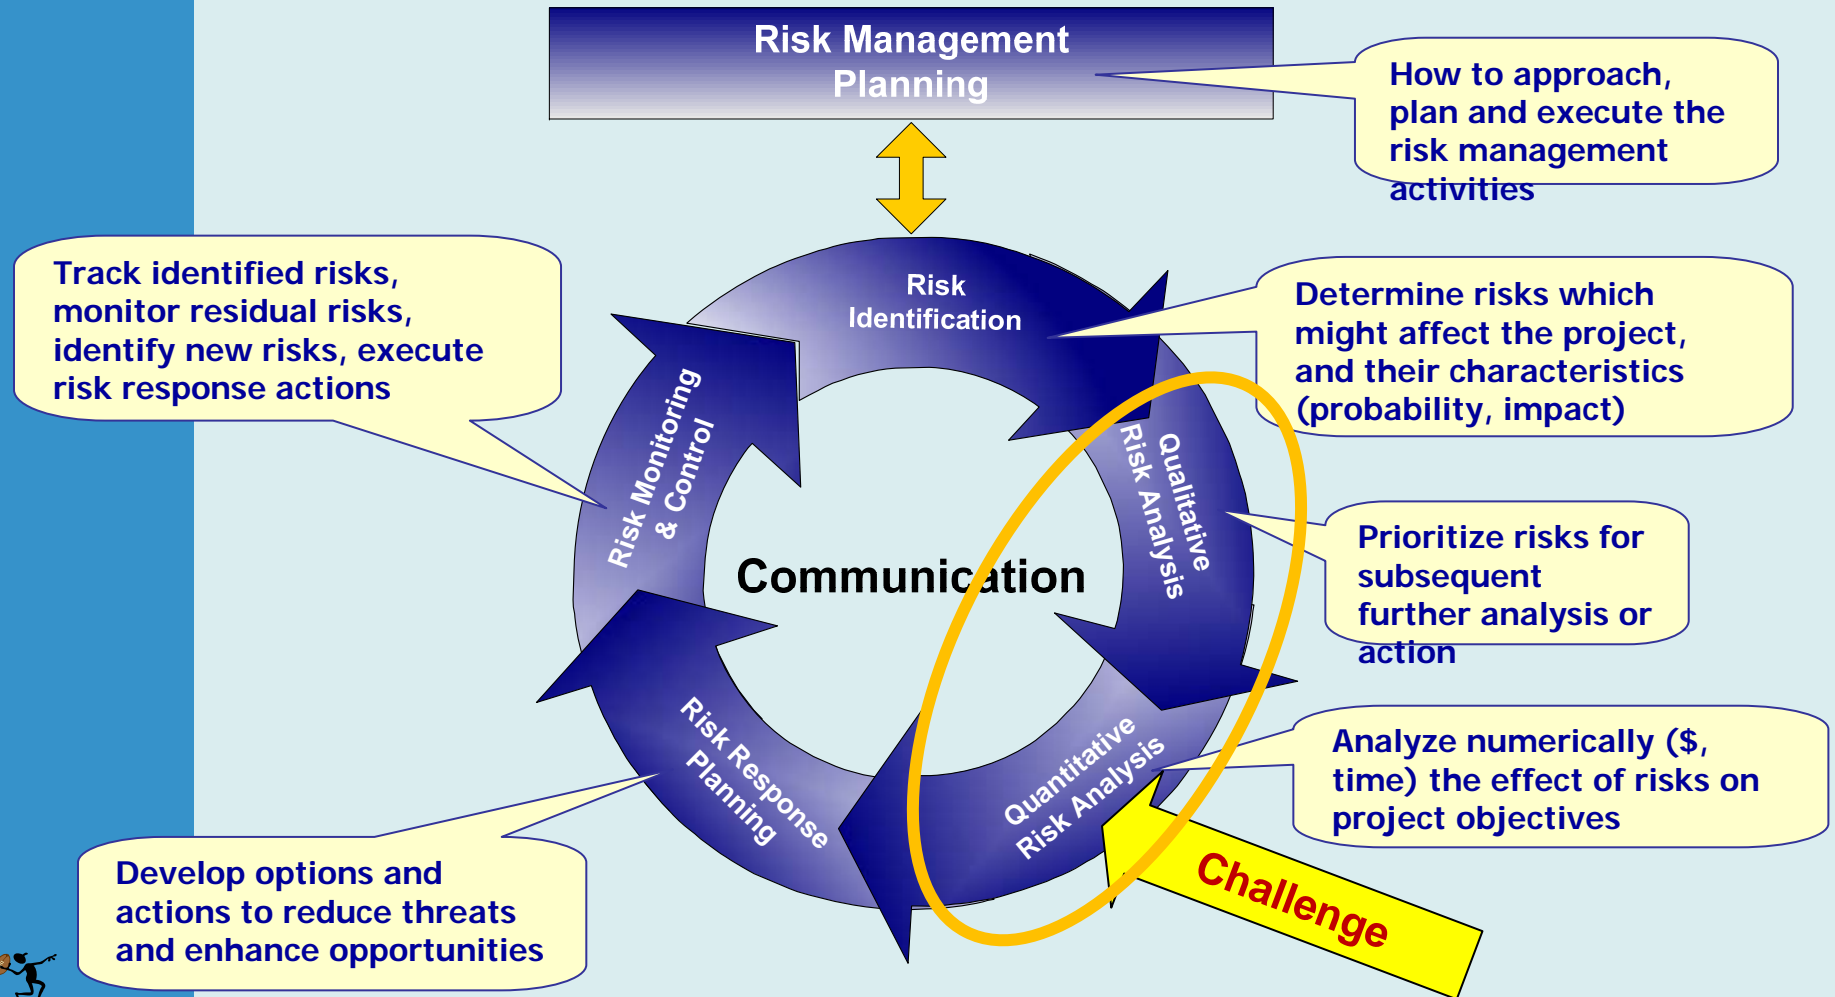 Risk Management
Planning
How to approach,
plan and execute the
risk management
activities
Track identified risks,
monitor residual risks,
identify new risks, execute
risk response actions
Risk
Identification
Determine risks which
might affect the project,
and their characteristics
(probability, impact)
Risk Monitoring
& Control
Qualitative
Risk Analysis
Communication
Prioritize risks for
subsequent
further analysis or
action
Risk Response
Planning
Quantitative
Risk Analysis
Analyze numerically ($,
time) the effect of risks on
project objectives
Challenge
Develop options and
actions to reduce threats
and enhance opportunities